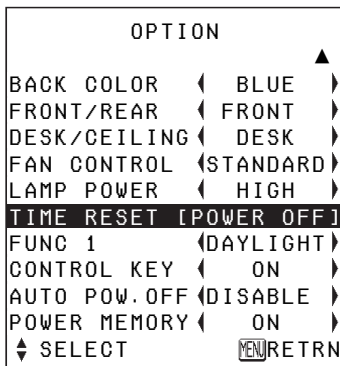 OPTION
BACK COLOR BLUE
FRONT/REAR FRONT
DESK/CEILING DESK
FAN CONTROL STANDARD
LAMP POWER HIGH
TIME RESET [POWER OFF]
FUNC 1 DAYLIGHT
CONTROL KEY ON
AUTO POW.OFF DISABLE
POWER MEMORY ON
SELECT MENU RETRN